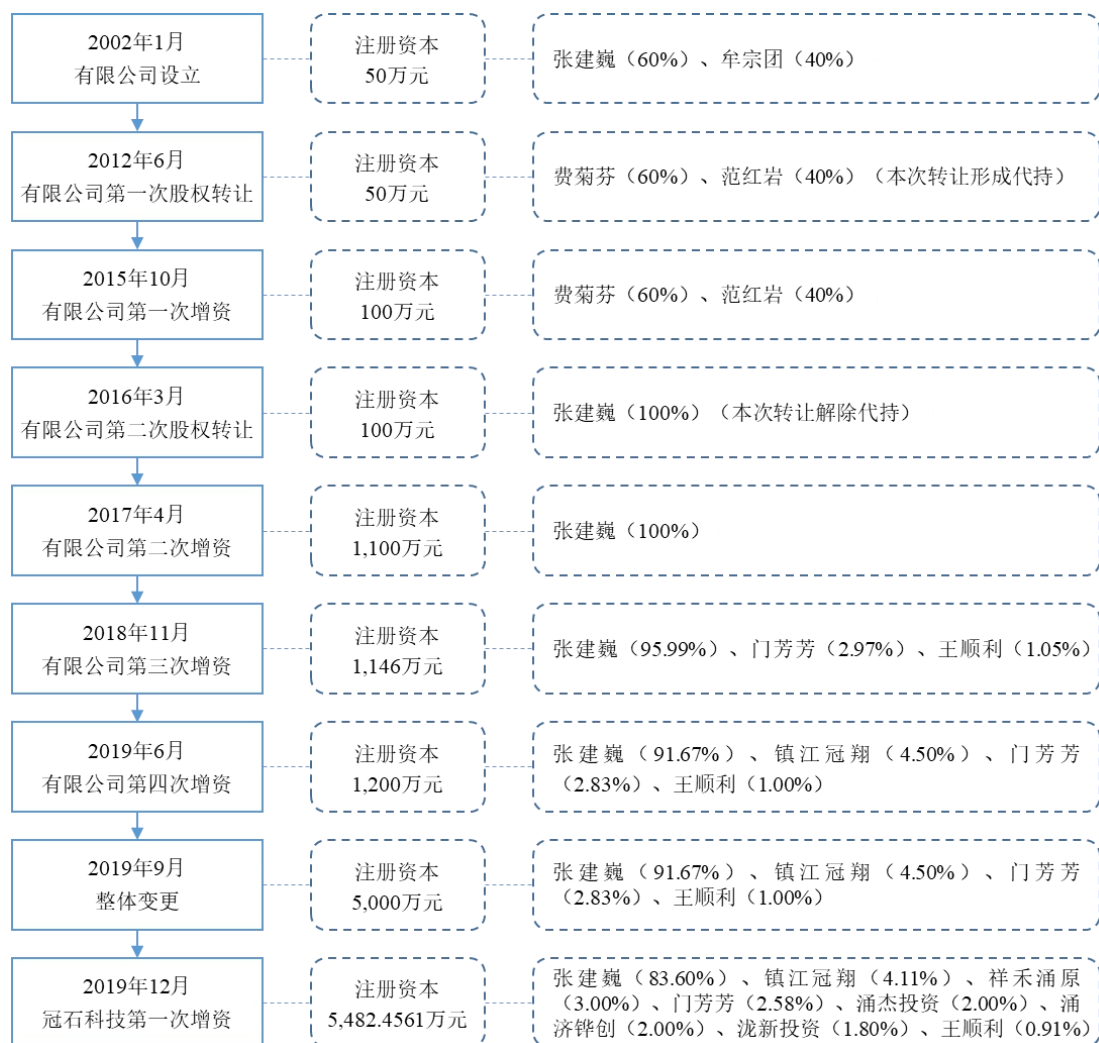 2002年1月
有限公司设立
注册资本
50万元
张建巍（60%）、牟宗团（40%）
2012年6月
有限公司第一次股权转让
注册资本
50万元
费菊芬（60%）、范红岩（40%）（本次转让形成代持）
2015年10月
有限公司第一次增资
注册资本
100万元
费菊芬（60%）、范红岩（40%）
2016年3月
有限公司第二次股权转让
注册资本
100万元
张建巍（100%）（本次转让解除代持）
2017年4月
有限公司第二次增资
注册资本
1,100万元
张建巍（100%）
2018年11月
有限公司第三次增资
注册资本
1,146万元
张建巍（95.99%）、门芳芳（2.97%）、王顺利（1.05%）
2019年6月
有限公司第四次增资
注册资本
1,200万元
张建巍（91.67%）、镇江冠翔（4.50%）、门芳芳
（2.83%）、王顺利（1.00%）
2019年9月
整体变更
注册资本
5,000万元
张建巍（91.67%）、镇江冠翔（4.50%）、门芳芳
（2.83%）、王顺利（1.00%）
2019年12月
冠石科技第一次增资
注册资本
5,482.4561万元
张建巍（83.60%）、镇江冠翔（4.11%）、祥禾涌原
（3.00%）、门芳芳（2.58%）、涌杰投资（2.00%）、涌
济铧创（2.00%）、泷新投资（1.80%）、王顺利（0.91%）